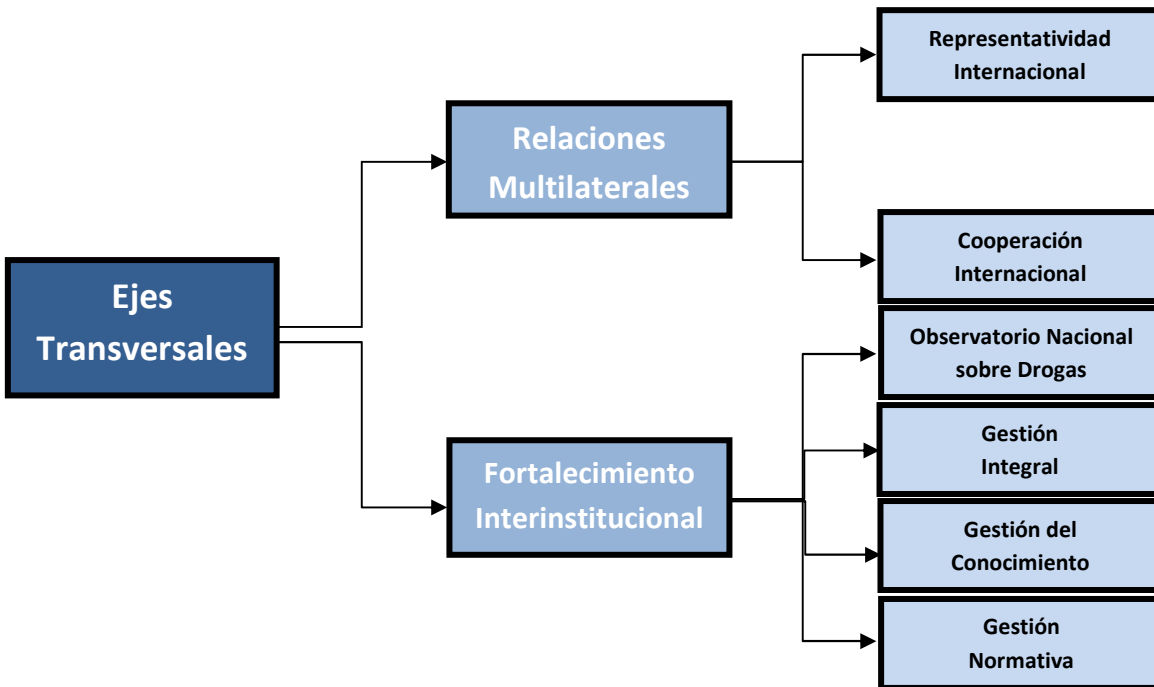 Ejes
Transversales
Relaciones
Multilaterales
Representatividad
Internacional
Cooperación
Internacional
Fortalecimiento
Interinstitucional
Observatorio Nacional
sobre Drogas
Gestión
Integral
Gestión del
Conocimiento
Gestión
Normativa